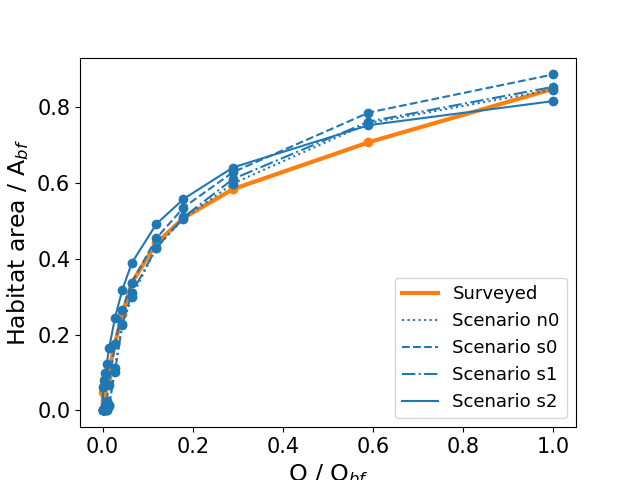 Habitat area / A_bf
0.8
0.6
0.4
0.2
0.0
Surveyed
Scenario n0
Scenario s0
Scenario s1
Scenario s2
0.0 0.2 0.4 0.6 0.8 1.0
Q / Q_bf